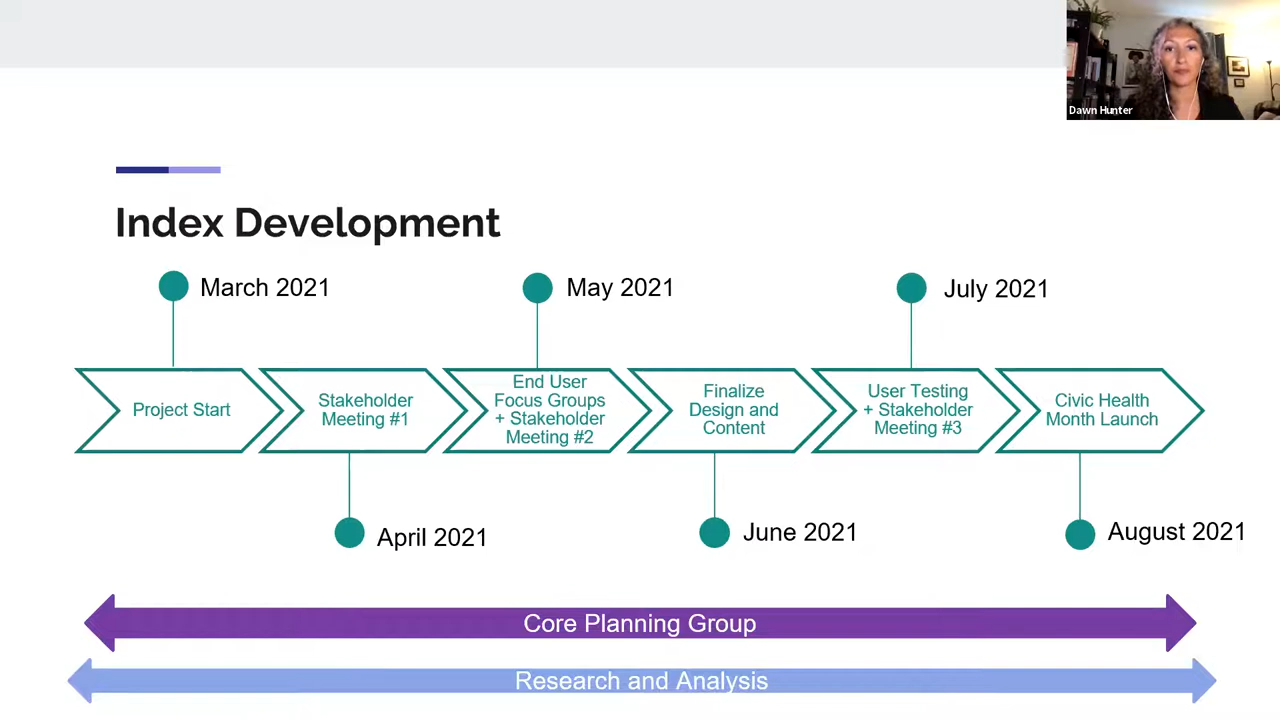 Dawn Hunter
Index Development
March 2021
May 2021
July 2021
Project Start
Stakeholder
Meeting #1
End User
Focus Groups
+ Stakeholder
Meeting #2
Finalize
Design and
Content
User Testing
+ Stakeholder
Meeting #3
Civic Health
Month Launch
April 2021
June 2021
August 2021
Core Planning Group
Research and Analysis